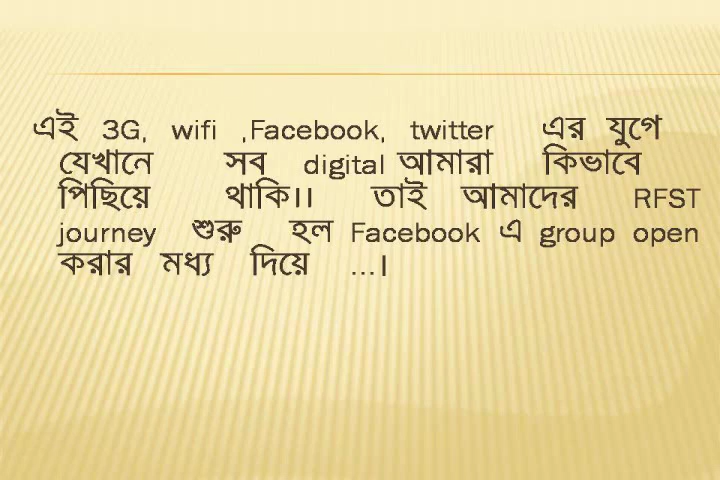 এই 3G, wifi ,Facebook, twitter এর যুগে
যেখানে সব digital আমারা কিভাবে
পিছিয়ে থাকি।। তাই আমাদের RFST
journey শুরু হল Facebook এ group open
করার মধ্য দিয়ে ...।